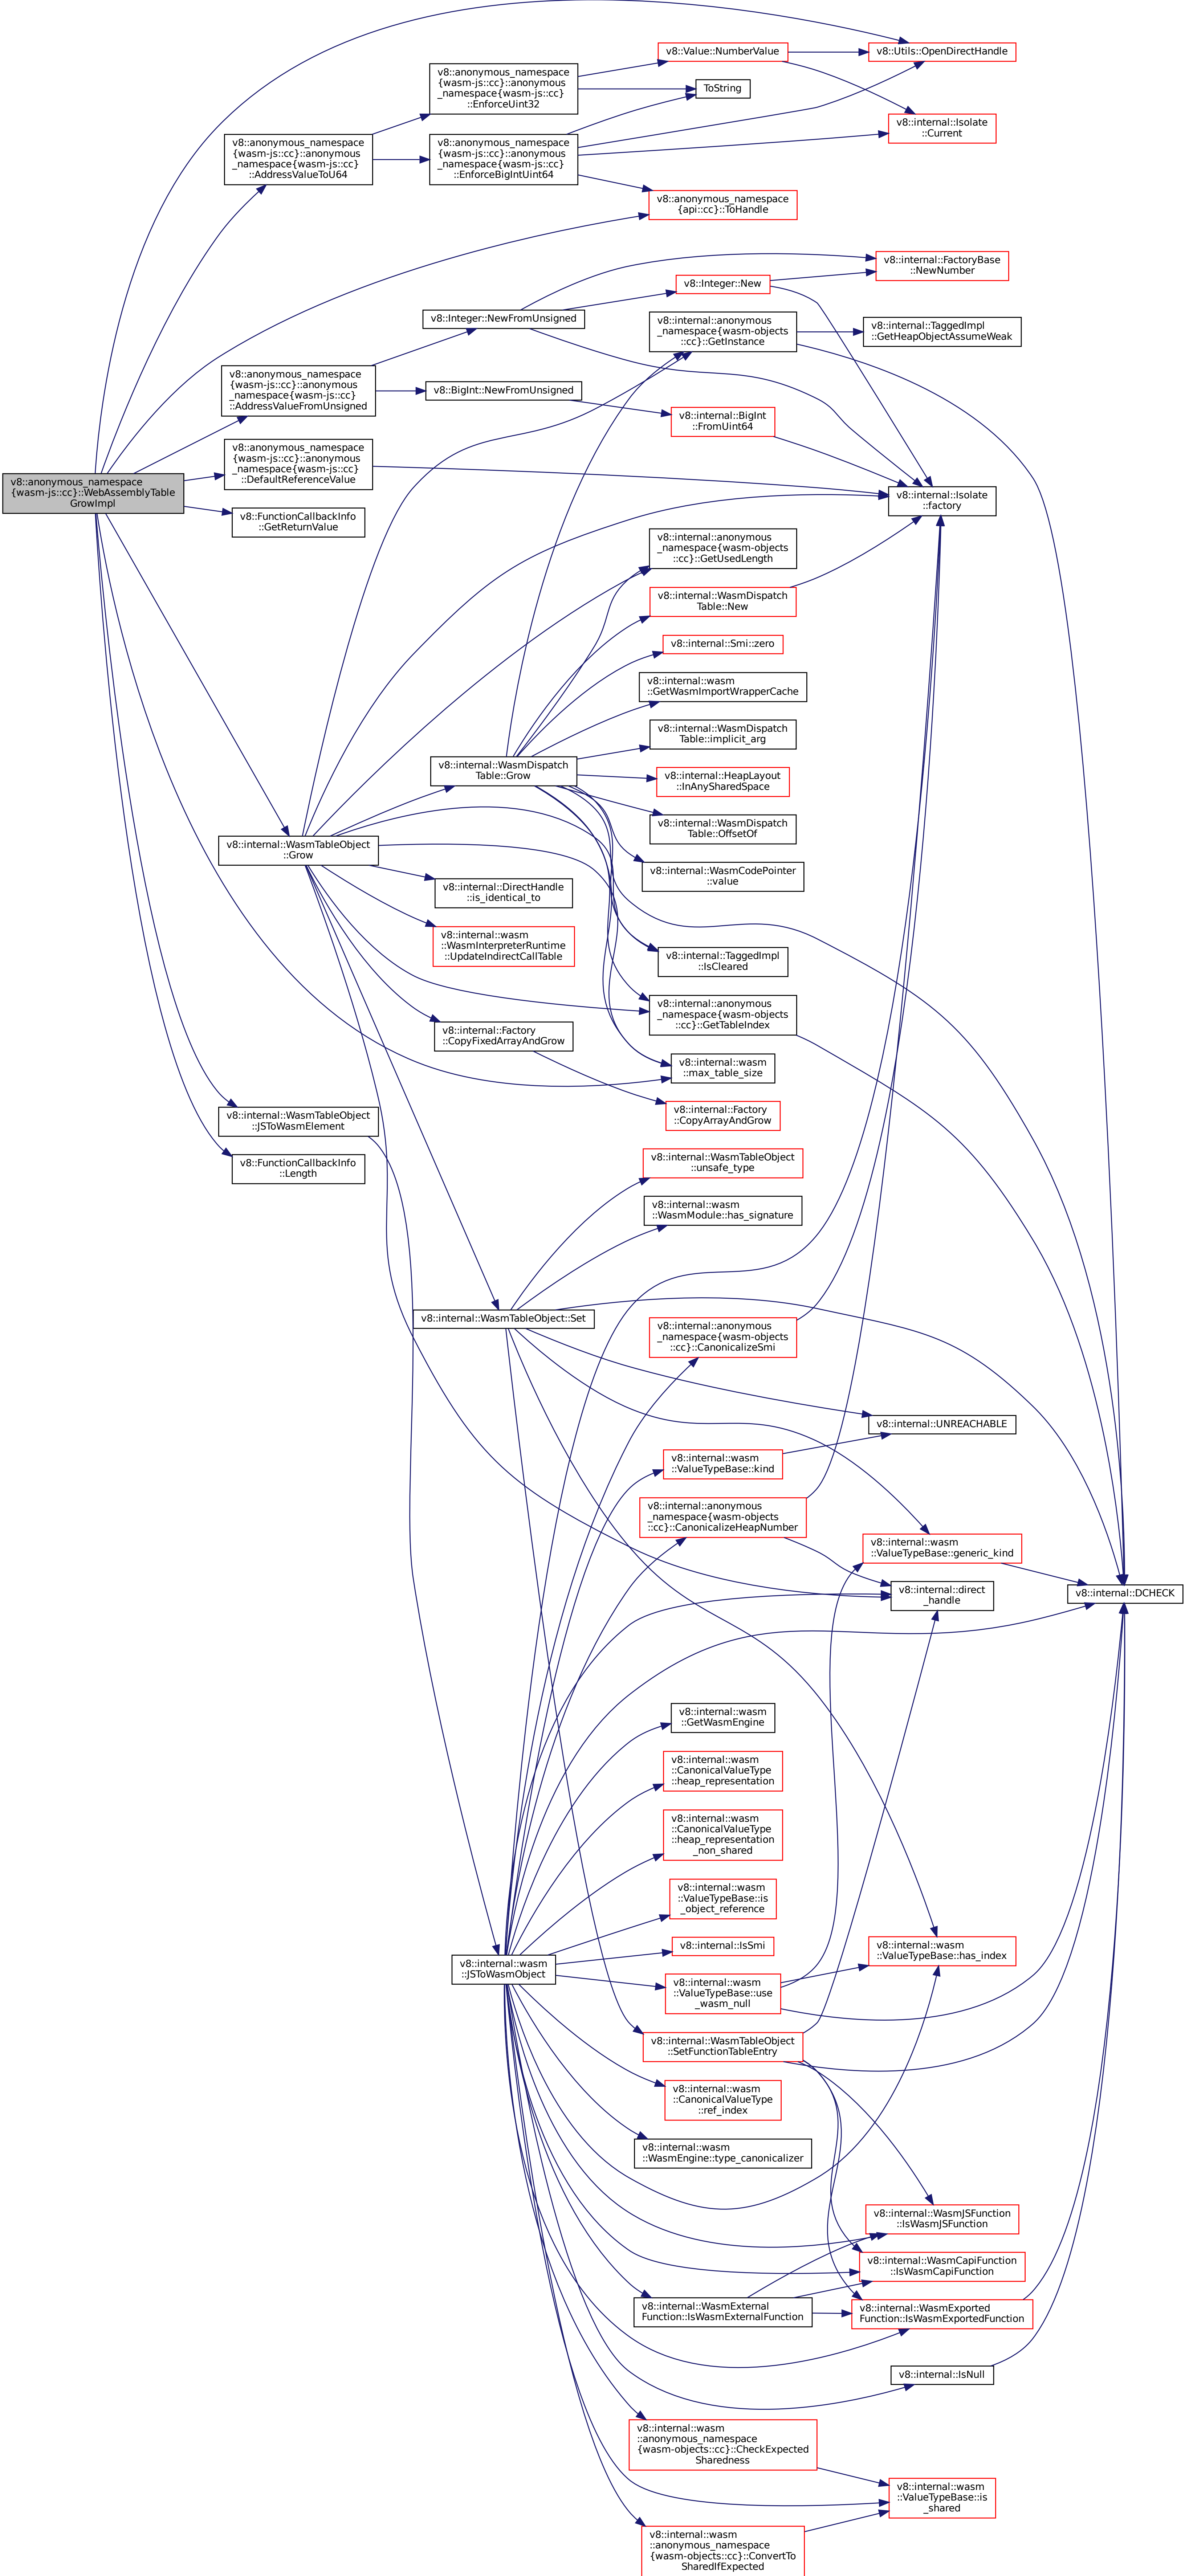 v8::Utils::OpenDirectHandle
v8::Value::NumberValue
v8::anonymous_namespace
{wasm-js::cc}::anonymous
_namespace{wasm-js::cc}
::EnforceUint32
ToString
v8::internal::Isolate
::Current
v8::anonymous_namespace
{wasm-js::cc}::anonymous
_namespace{wasm-js::cc}
::AddressValueToU64
v8::anonymous_namespace
{wasm-js::cc}::anonymous
_namespace{wasm-js::cc}
::EnforceBigIntUint64
v8::anonymous_namespace
{api::cc}::ToHandle
v8::internal::FactoryBase
::NewNumber
v8::Integer::New
v8::Integer::NewFromUnsigned
v8::internal::anonymous
_namespace{wasm-objects
::cc}::GetInstance
v8::internal::TaggedImpl
::GetHeapObjectAssumeWeak
v8::anonymous_namespace
{wasm-js::cc}::anonymous
_namespace{wasm-js::cc}
::AddressValueFromUnsigned
v8::BigInt::NewFromUnsigned
v8::internal::BigInt
::FromUint64
v8::anonymous_namespace
{wasm-js::cc}::anonymous
_namespace{wasm-js::cc}
::DefaultReferenceValue
v8::anonymous_namespace
{wasm-js::cc}::WebAssemblyTable
GrowImpl
v8::internal::Isolate
::factory
v8::FunctionCallbackInfo
::GetReturnValue
v8::internal::anonymous
_namespace{wasm-objects
::cc}::GetUsedLength
v8::internal::WasmDispatch
Table::New
v8::internal::Smi::zero
v8::internal::wasm
::GetWasmImportWrapperCache
v8::internal::WasmDispatch
Table::implicit_arg
v8::internal::WasmDispatch
Table::Grow
v8::internal::HeapLayout
::InAnySharedSpace
v8::internal::WasmDispatch
Table::OffsetOf
v8::internal::WasmTableObject
::Grow
v8::internal::WasmCodePointer
::value
v8::internal::DirectHandle
::is_identical_to
v8::internal::wasm
::WasmInterpreterRuntime
::UpdateIndirectCallTable
v8::internal::TaggedImpl
::IsCleared
v8::internal::anonymous
_namespace{wasm-objects
::cc}::GetTableIndex
v8::internal::Factory
::CopyFixedArrayAndGrow
v8::internal::wasm
::max_table_size
v8::internal::Factory
::CopyArrayAndGrow
v8::internal::WasmTableObject
::JSToWasmElement
v8::FunctionCallbackInfo
::Length
v8::internal::WasmTableObject
::unsafe_type
v8::internal::wasm
::WasmModule::has_signature
v8::internal::WasmTableObject::Set
v8::internal::anonymous
_namespace{wasm-objects
::cc}::CanonicalizeSmi
v8::internal::UNREACHABLE
v8::internal::wasm
::ValueTypeBase::kind
v8::internal::anonymous
_namespace{wasm-objects
::cc}::CanonicalizeHeapNumber
v8::internal::wasm
::ValueTypeBase::generic_kind
v8::internal::direct
_handle
v8::internal::DCHECK
v8::internal::wasm
::GetWasmEngine
v8::internal::wasm
::CanonicalValueType
::heap_representation
v8::internal::wasm
::CanonicalValueType
::heap_representation
_non_shared
v8::internal::wasm
::ValueTypeBase::is
_object_reference
v8::internal::IsSmi
v8::internal::wasm
::ValueTypeBase::has_index
v8::internal::wasm
::JSToWasmObject
v8::internal::wasm
::ValueTypeBase::use
_wasm_null
v8::internal::WasmTableObject
::SetFunctionTableEntry
v8::internal::wasm
::CanonicalValueType
::ref_index
v8::internal::wasm
::WasmEngine::type_canonicalizer
v8::internal::WasmJSFunction
::IsWasmJSFunction
v8::internal::WasmCapiFunction
::IsWasmCapiFunction
v8::internal::WasmExternal
Function::IsWasmExternalFunction
v8::internal::WasmExported
Function::IsWasmExportedFunction
v8::internal::IsNull
v8::internal::wasm
::anonymous_namespace
{wasm-objects::cc}::CheckExpected
Sharedness
v8::internal::wasm
::ValueTypeBase::is
_shared
v8::internal::wasm
::anonymous_namespace
{wasm-objects::cc}::ConvertTo
SharedIfExpected